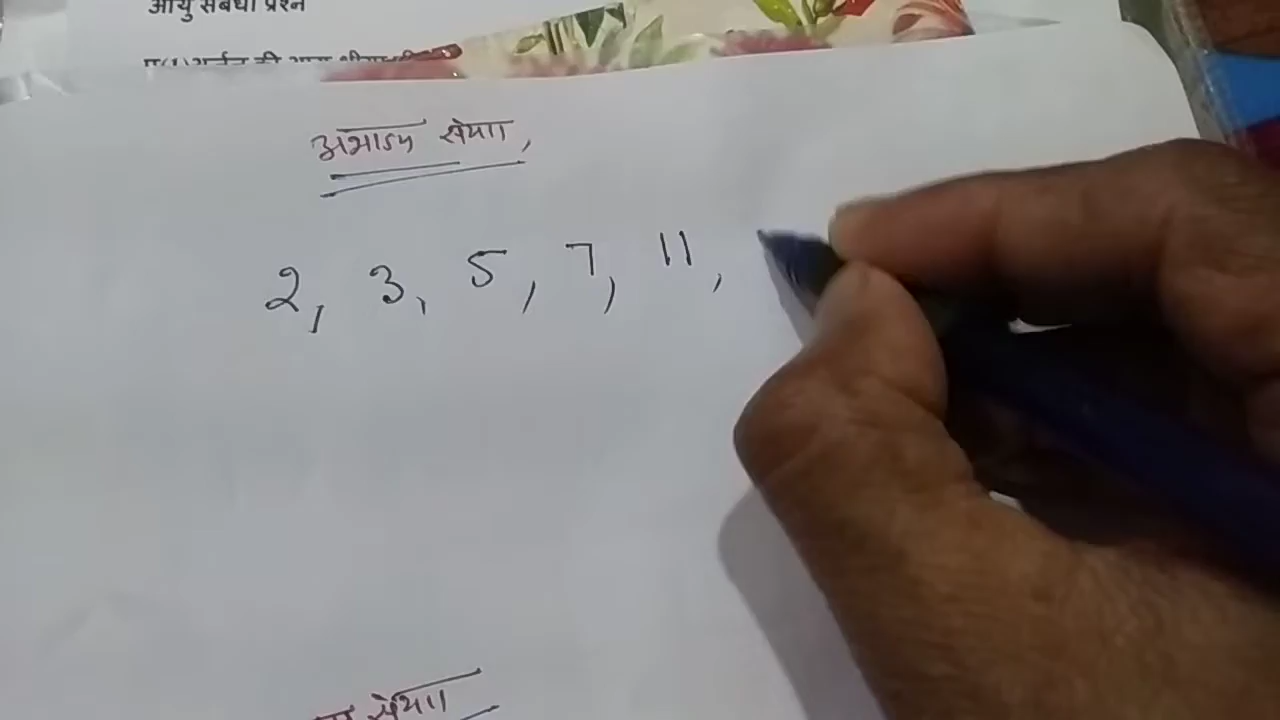 आयु संबंधी प्रश्न
अभाज्य संख्या,
2, 3, 5, 7, 11,
संख्या